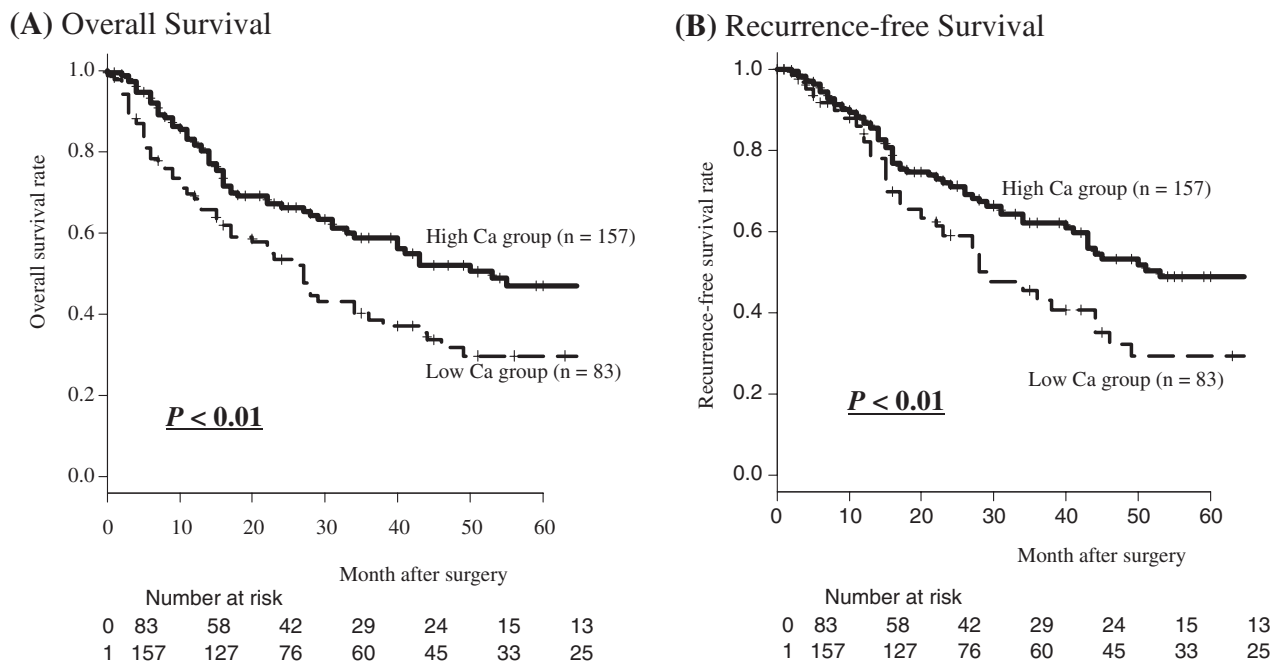 (A) Overall Survival
1.0
0.8
0.6
0.4
0.2
0.0
Overall survival rate
High Ca group (n = 157)
Low Ca group (n = 83)
P < 0.01
0 10 20 30 40 50 60
Month after surgery
Number at risk
0 83 58 42 29 24 15 13
1 157 127 76 60 45 33 25
(B) Recurrence-free Survival
1.0
0.8
0.6
0.4
0.2
0.0
Recurrence-free survival rate
High Ca group (n = 157)
Low Ca group (n = 83)
P < 0.01
0 10 20 30 40 50 60
Month after surgery
Number at risk
0 83 58 42 29 24 15 13
1 157 127 76 60 45 33 25